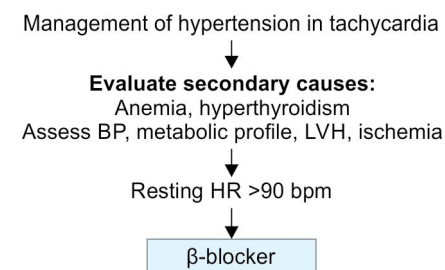 Management of hypertension in tachycardia
Evaluate secondary causes:
Anemia, hyperthyroidism
Assess BP, metabolic profile, LVH, ischemia
Resting HR >90 bpm
β-blocker